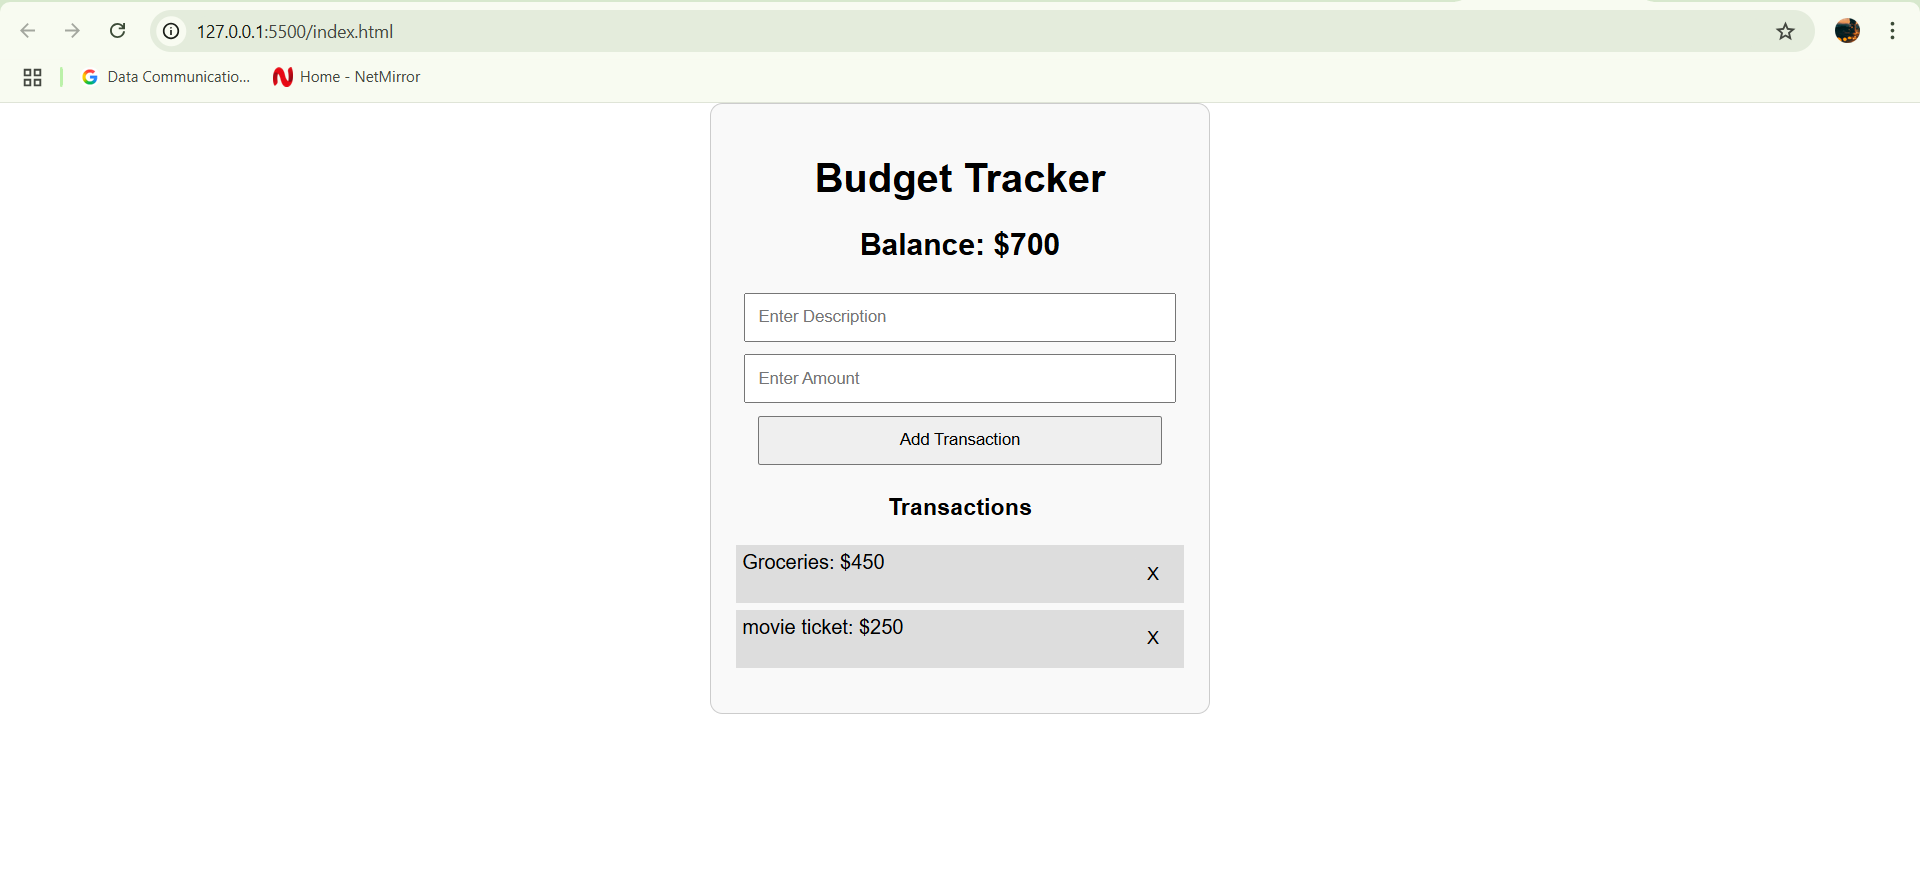 127.0.0.1:5500/index.html
Data Communicatio... Home - NetMirror
Budget Tracker
Balance: $700
Enter Description
Enter Amount
Add Transaction
Transactions
Groceries: $450 X
movie ticket: $250 X